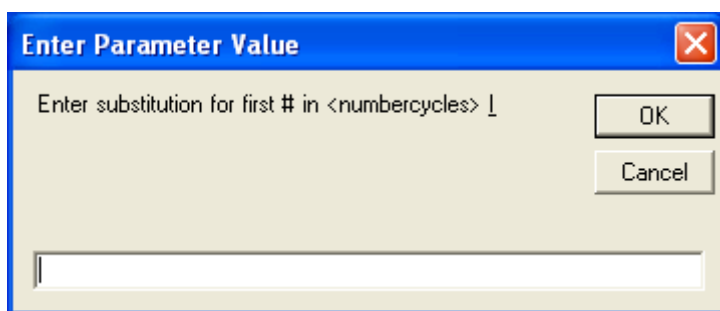 Enter Parameter Value
Enter substitution for first # in <numbercycles> I
OK
Cancel